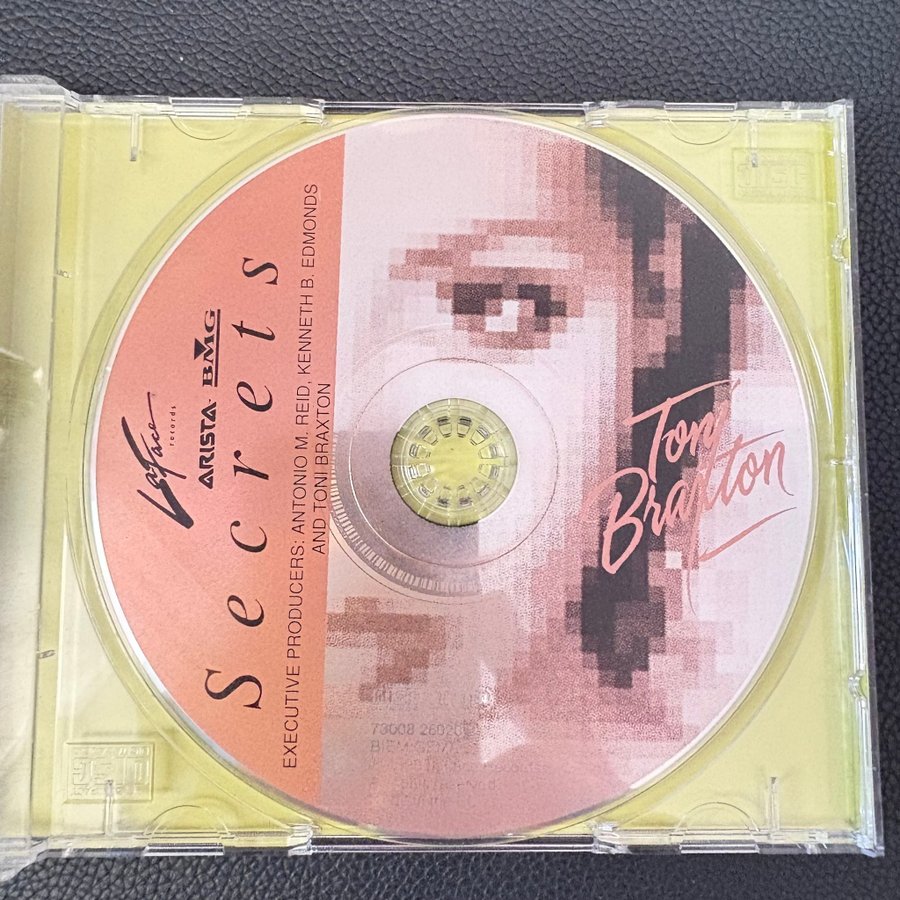 Secrets
EXECUTIVE PRODUCERS: ANTONIO M. REID, KENNETH B. EDMONDS
AND TONI BRAXTON
LaFace
records
ARISTA
BMG
Toni
Braxton